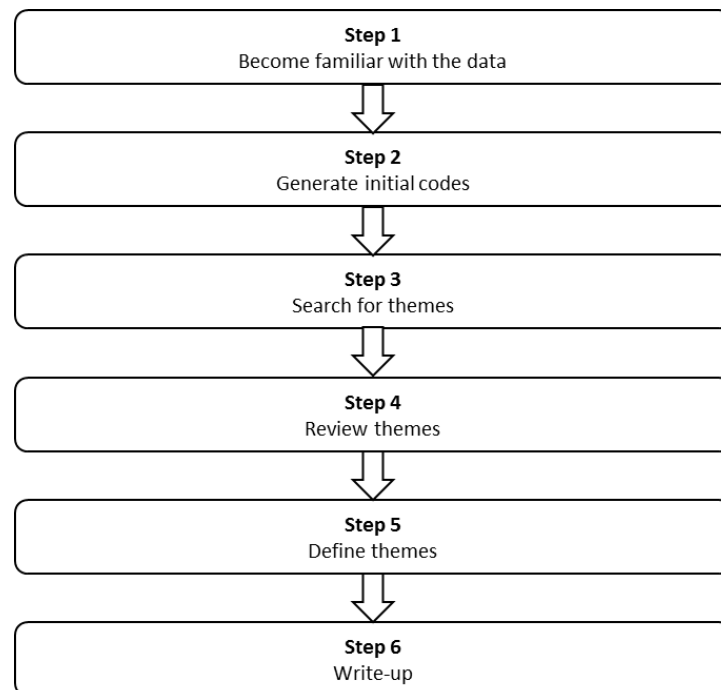 Step 1
Become familiar with the data
Step 2
Generate initial codes
Step 3
Search for themes
Step 4
Review themes
Step 5
Define themes
Step 6
Write-up